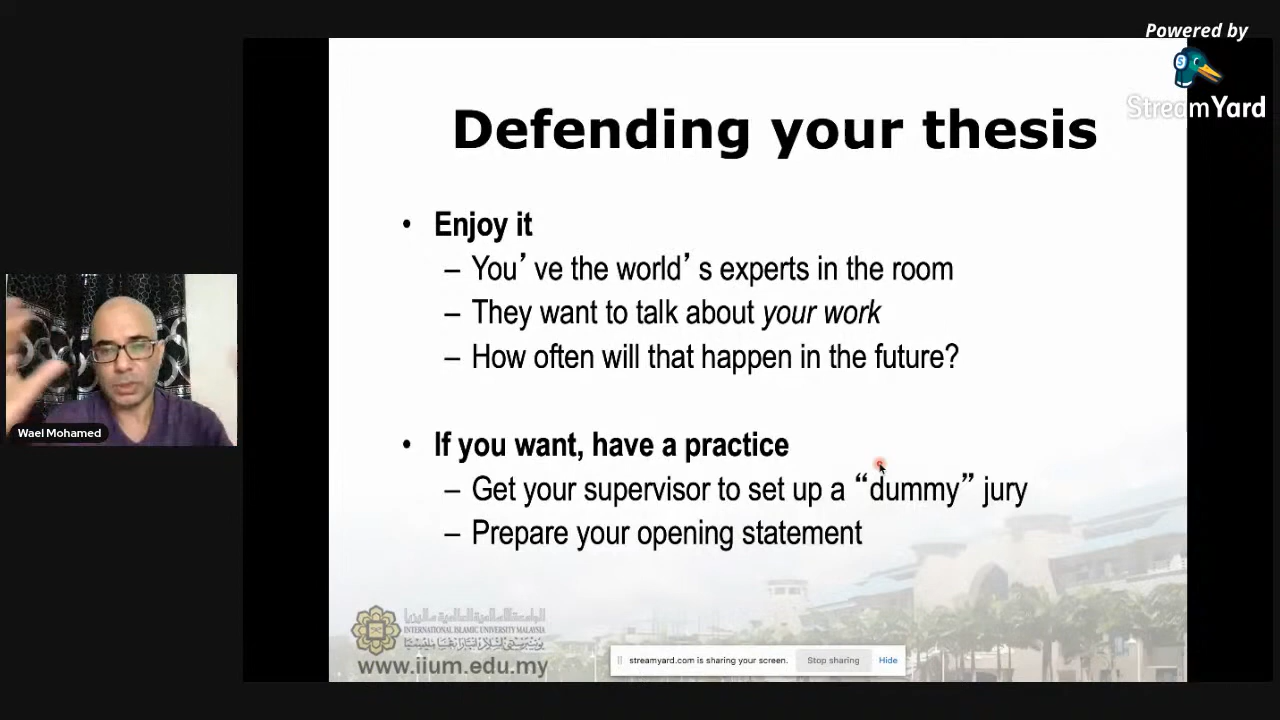 Powered by
StreamYard
Defending your thesis
• Enjoy it
– You’ ve the world’ s experts in the room
– They want to talk about your work
– How often will that happen in the future?
Wael Mohamed
• If you want, have a practice
– Get your supervisor to set up a “dummy” jury
– Prepare your opening statement
INTERNATIONAL ISLAMIC UNIVERSITY MALAYSIA
www.iium.edu.my
streamyard.com is sharing your screen.
Stop sharing
Hide